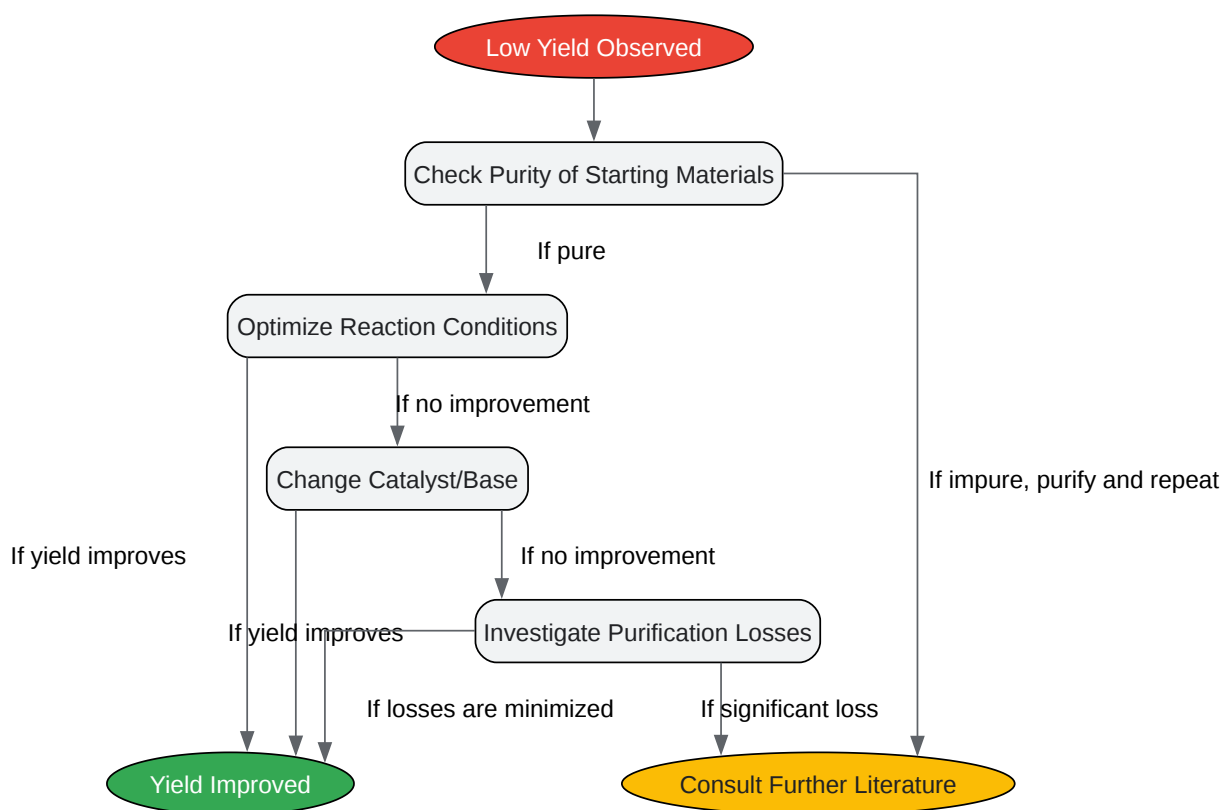 Low Yield Observed
Check Purity of Starting Materials
If pure
Optimize Reaction Conditions
If no improvement
Change Catalyst/Base
If impure, purify and repeat
If yield improves
If no improvement
If yield improves
Investigate Purification Losses
If losses are minimized
If significant loss
Yield Improved
Consult Further Literature